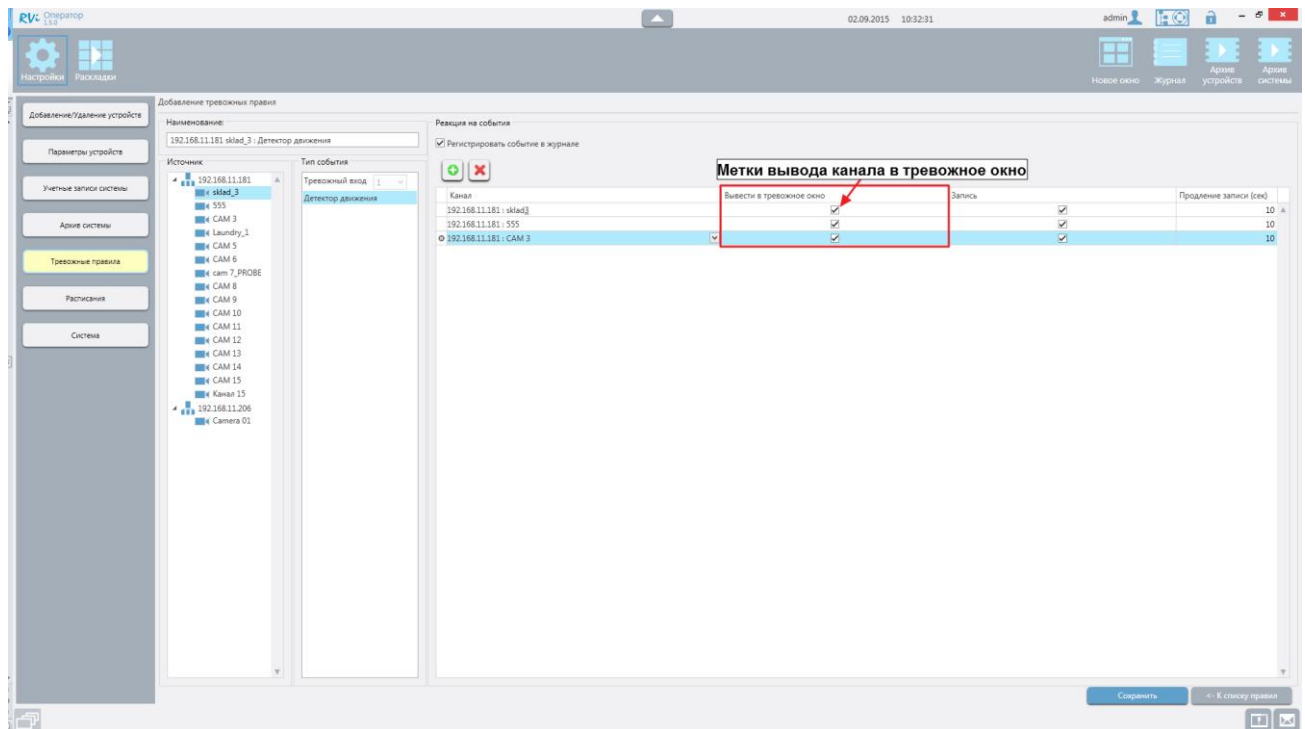 RVi Оператор
1.5.0
02.09.2015 10:32:31
admin
Настройки
Раскладки
Новое окно
Журнал
Архив устройств
Архив системы
Добавление/Удаление устройств
Параметры устройств
Учетные записи системы
Архив системы
Тревожные правила
Расписания
Система
Добавление тревожных правил
Наименование:
192.168.11.181 sklad_3 : Детектор движения
Источник
192.168.11.181
sklad_3
555
CAM 3
Laundry_1
CAM 5
CAM 6
cam 7_PROBE
CAM 8
CAM 9
CAM 10
CAM 11
CAM 12
CAM 13
CAM 14
CAM 15
Канал 15
192.168.11.206
Camera 01
Тип события
Тревожный вход 1
Детектор движения
Реакция на события
Регистрировать событие в журнале
Метки вывода канала в тревожное окно
Канал Вывести в тревожное окно Запись Продление записи (сек)
192.168.11.181 : sklad3 10
192.168.11.181 : 555 10
192.168.11.181 : CAM 3 10
Сохранить
<- К списку правил